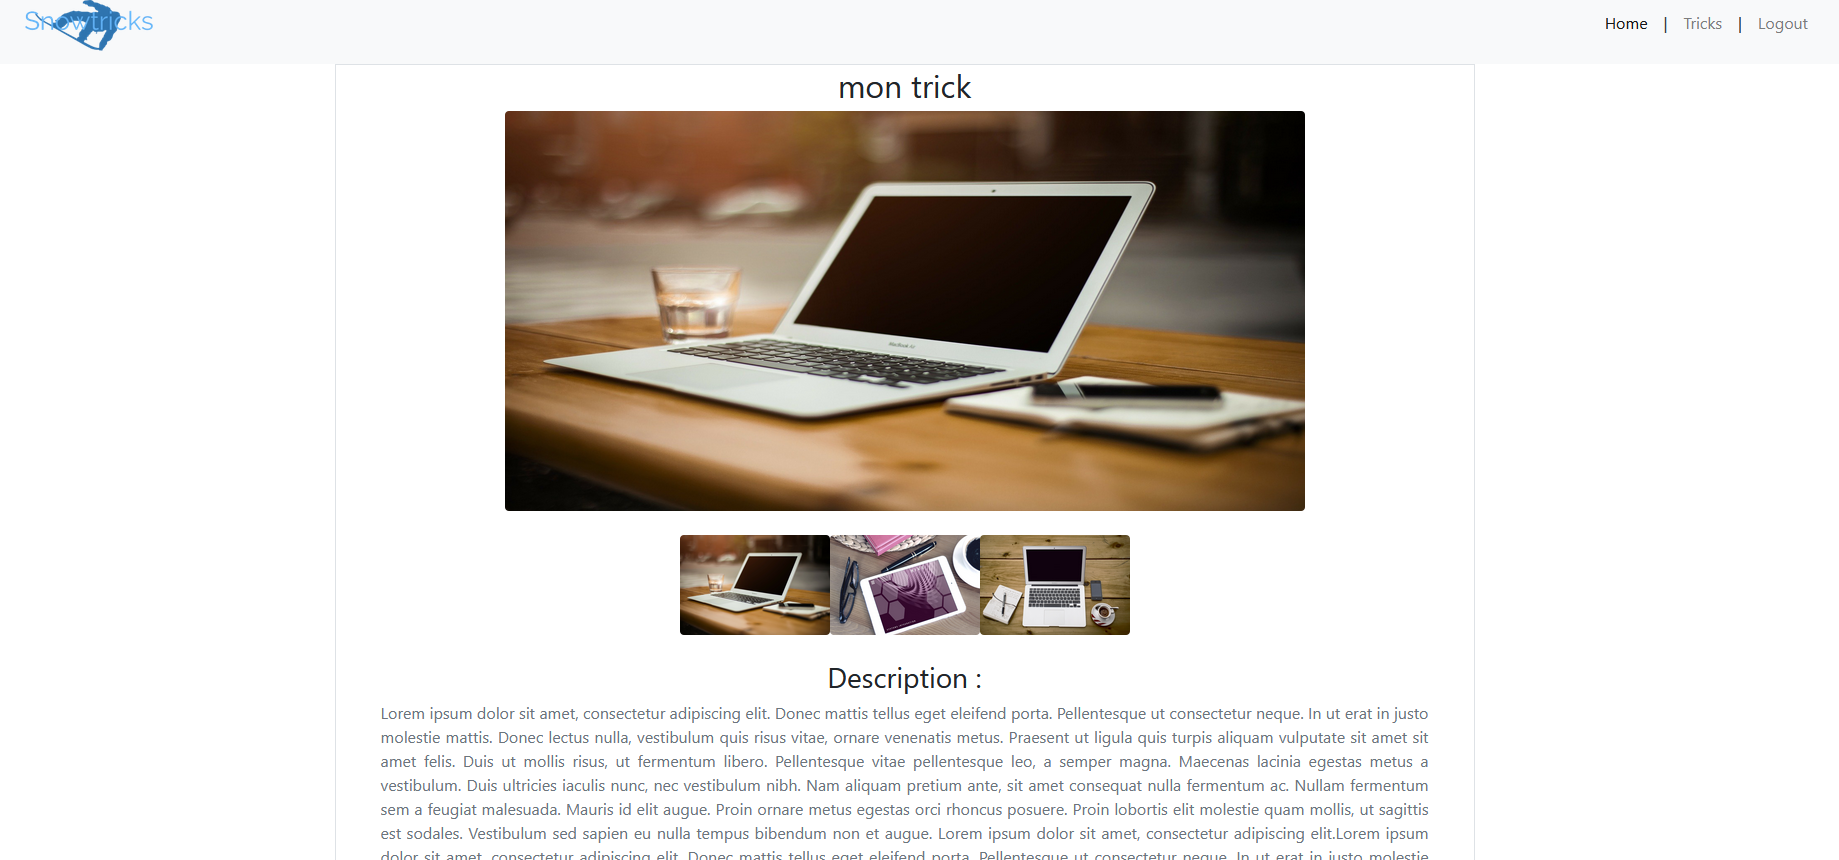 Snowtricks
Home | Tricks | Logout
mon trick
MacBook Air
Description :
Lorem ipsum dolor sit amet, consectetur adipiscing elit. Donec mattis tellus eget eleifend porta. Pellentesque ut consectetur neque. In ut erat in justo
molestie mattis. Donec lectus nulla, vestibulum quis risus vitae, ornare venenatis metus. Praesent ut ligula quis turpis aliquam vulputate sit amet sit
amet felis. Duis ut mollis risus, ut fermentum libero. Pellentesque vitae pellentesque leo, a semper magna. Maecenas lacinia egestas metus a
vestibulum. Duis ultricies iaculis nunc, nec vestibulum nibh. Nam aliquam pretium ante, sit amet consequat nulla fermentum ac. Nullam fermentum
sem a feugiat malesuada. Mauris id elit augue. Proin ornare metus egestas orci rhoncus posuere. Proin lobortis elit molestie quam mollis, ut sagittis
est sodales. Vestibulum sed sapien eu nulla tempus bibendum non et augue. Lorem ipsum dolor sit amet, consectetur adipiscing elit.Lorem ipsum
dolor sit amet, consectetur adipiscing elit. Donec mattis tellus eget eleifend porta. Pellentesque ut consectetur neque. In ut erat in justo molestie